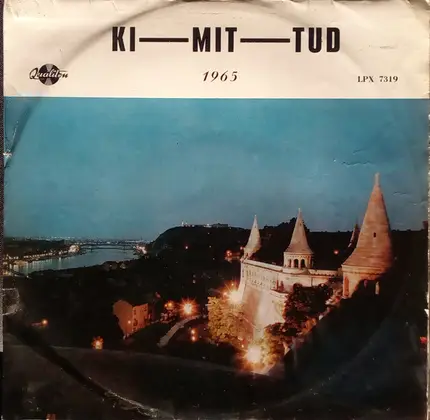 KI—MIT—TUD
Qualiton
1965
LPX 7319